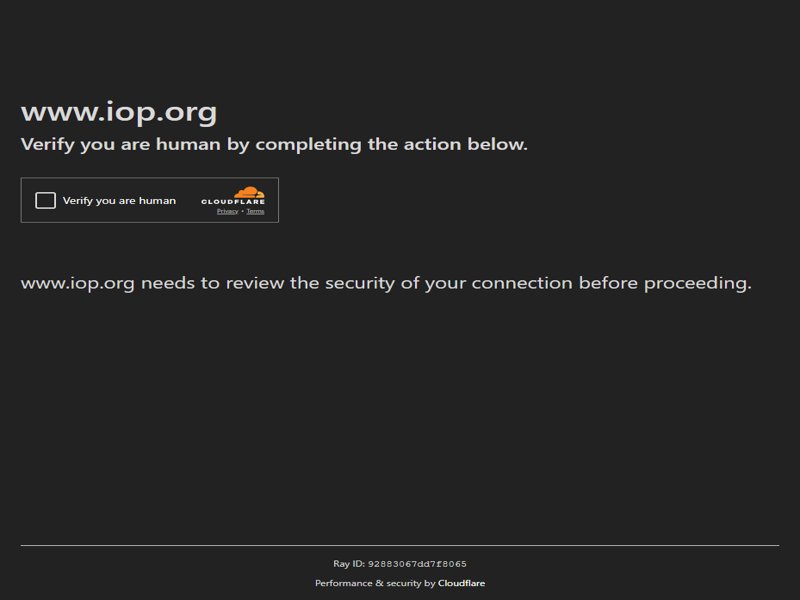 www.iop.org
Verify you are human by completing the action below.
Verify you are human
CLOUDFLARE
Privacy • Terms
www.iop.org needs to review the security of your connection before proceeding.
Ray ID: 92883067dd7f8065
Performance & security by Cloudflare